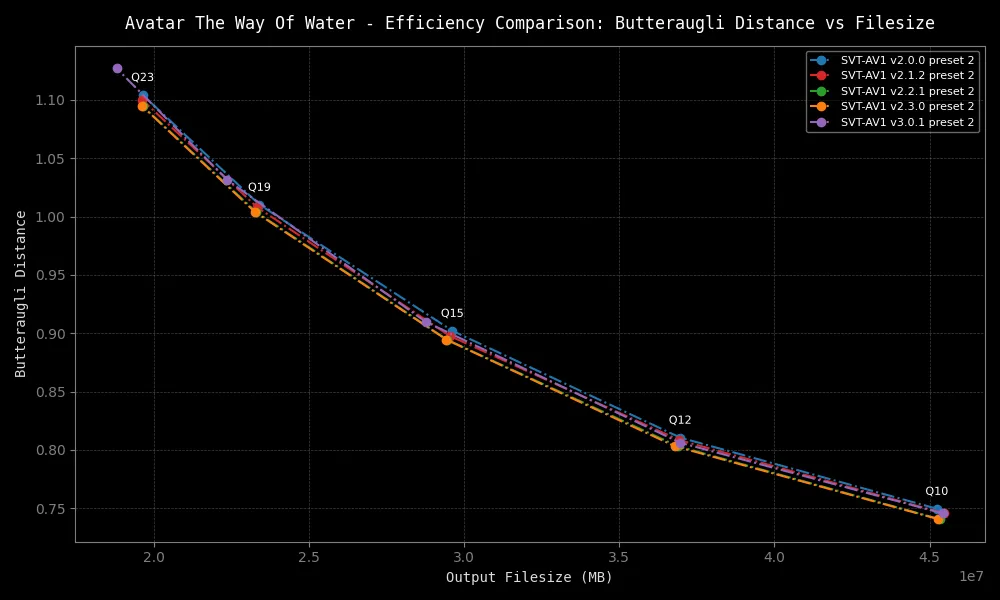 Avatar The Way Of Water - Efficiency Comparison: Butteraugli Distance vs Filesize
SVT-AV1 v2.0.0 preset 2
SVT-AV1 v2.1.2 preset 2
SVT-AV1 v2.2.1 preset 2
SVT-AV1 v2.3.0 preset 2
SVT-AV1 v3.0.1 preset 2
Q23
Q19
Q15
Q12
Q10
Butteraugli Distance
1.10
1.05
1.00
0.95
0.90
0.85
0.80
0.75
2.0 2.5 3.0 3.5 4.0 4.5
1e7
Output Filesize (MB)